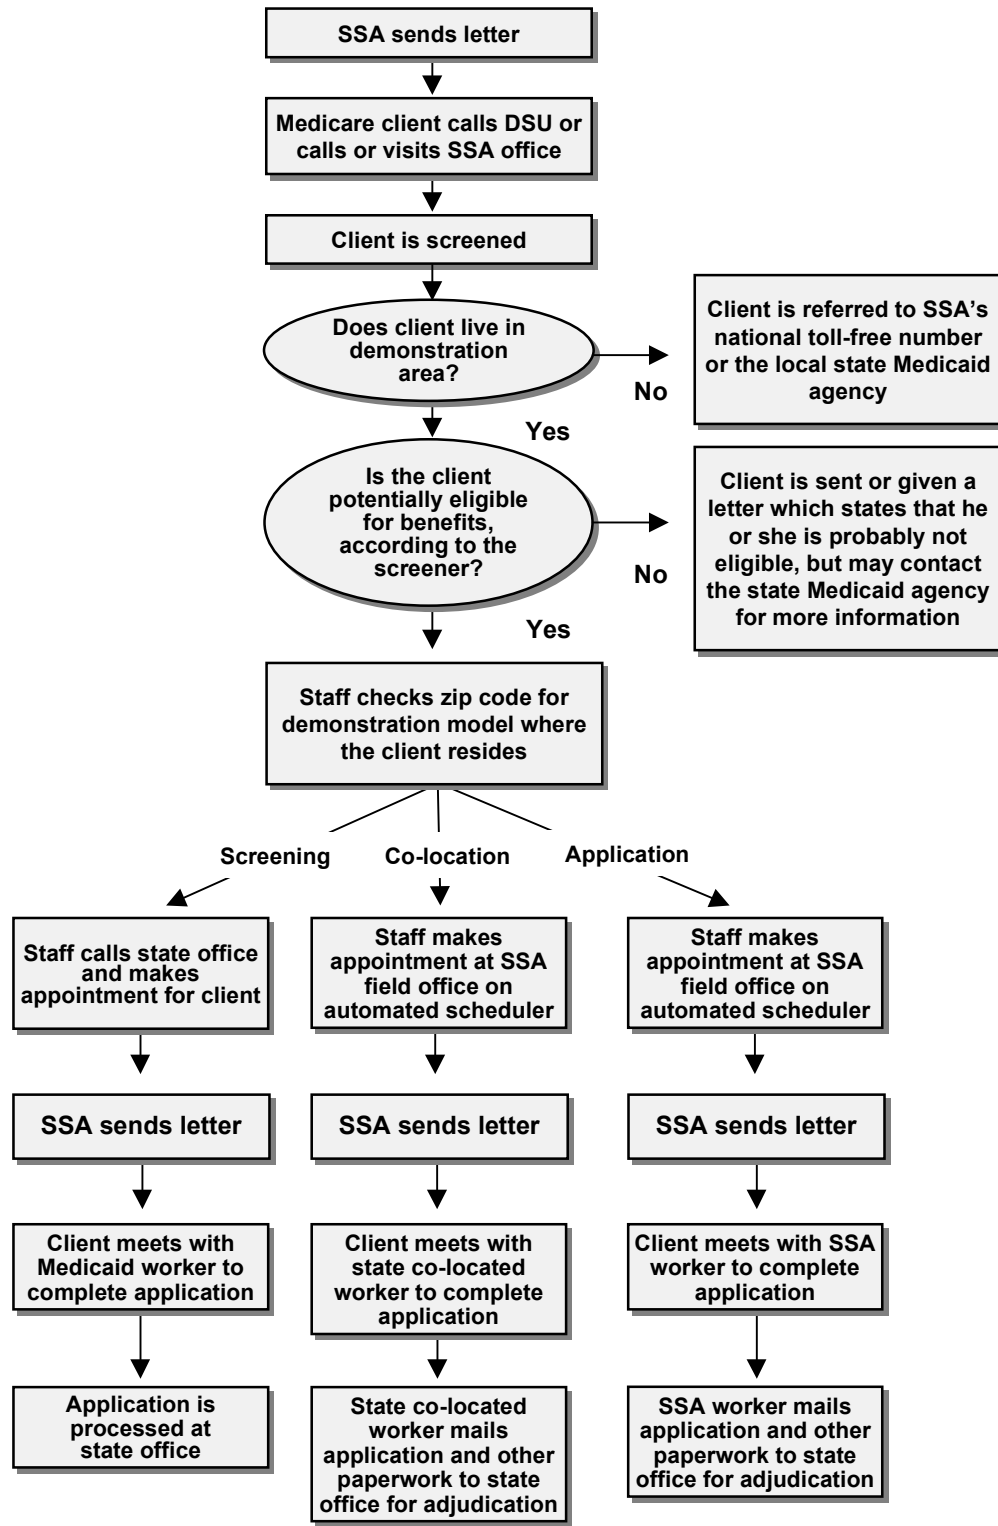 SSA sends letter
Medicare client calls DSU or
calls or visits SSA office
Client is screened
Does client live in
demonstration
area?
No
Client is referred to SSA’s
national toll-free number
or the local state Medicaid
agency
Yes
Is the client
potentially eligible
for benefits,
according to the
screener?
No
Client is sent or given a
letter which states that he
or she is probably not
eligible, but may contact
the state Medicaid agency
for more information
Yes
Staff checks zip code for
demonstration model where
the client resides
Screening
Co-location
Application
Staff calls state office
and makes
appointment for client
Staff makes
appointment at SSA
field office on
automated scheduler
Staff makes
appointment at SSA
field office on
automated scheduler
SSA sends letter
SSA sends letter
SSA sends letter
Client meets with
Medicaid worker to
complete application
Client meets with
state co-located
worker to complete
application
Client meets with SSA
worker to complete
application
Application is
processed at
state office
State co-located
worker mails
application and other
paperwork to state
office for adjudication
SSA worker mails
application and other
paperwork to state
office for adjudication